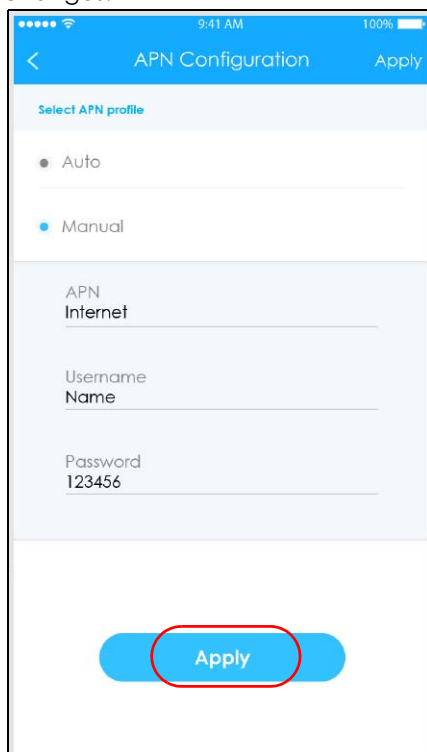 9:41 AM 100%
APN Configuration Apply
Select APN profile
Auto
Manual
APN
Internet
Username
Name
Password
123456
Apply